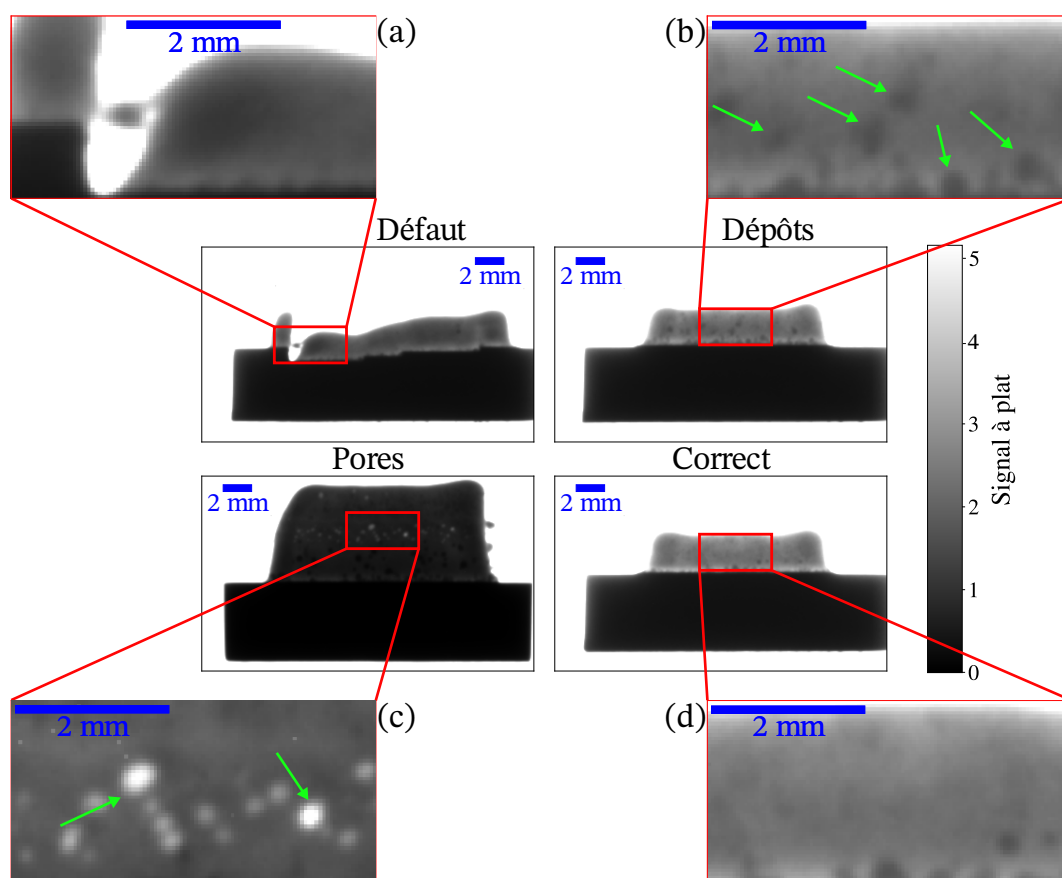 (a)
2 mm
(b)
2 mm
Défaut
2 mm
Dépôts
2 mm
Pores
2 mm
Correct
2 mm
5
4
3
2
1
0
Signal à plat
(c)
2 mm
(d)
2 mm